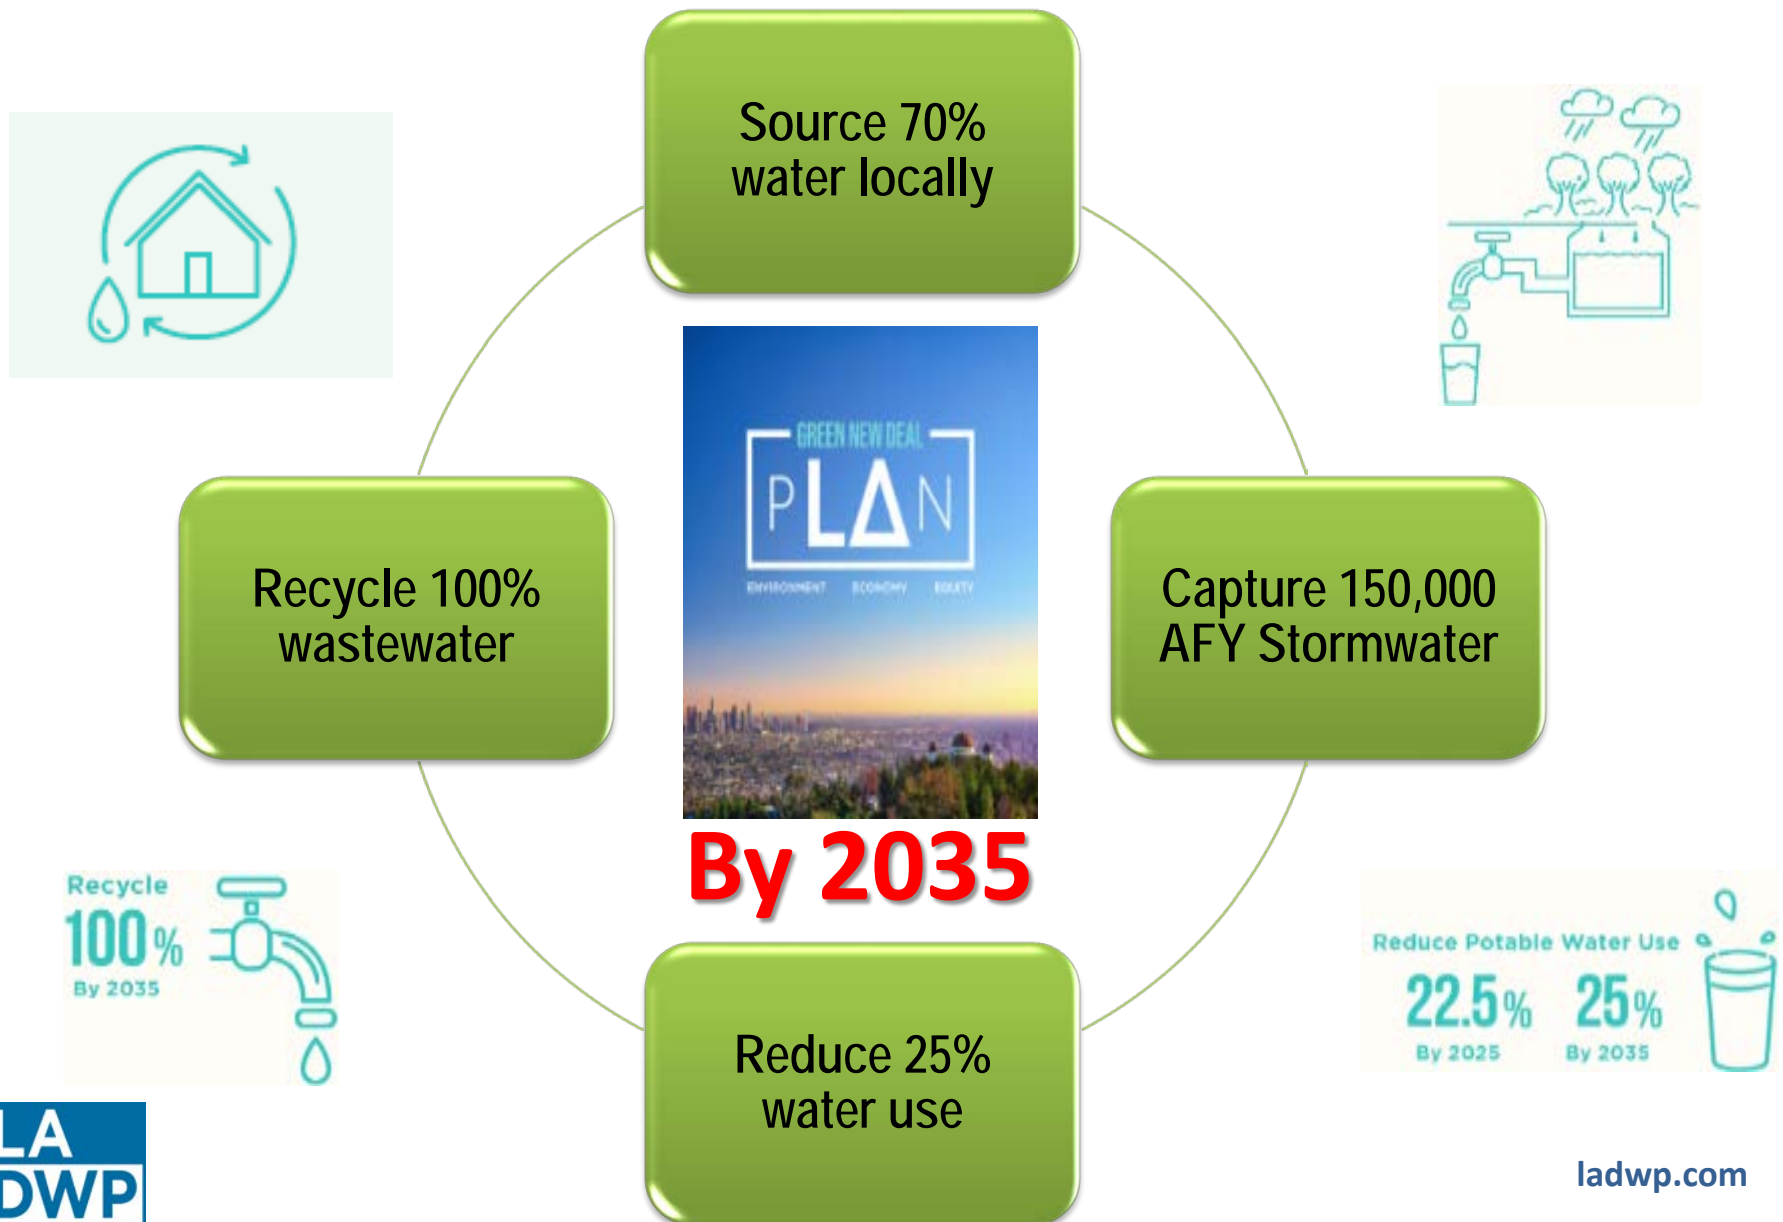 Source 70%
water locally
GREEN NEW DEAL
PLAN
ENVIRONMENT ECONOMY EQUITY
Recycle 100%
wastewater
Capture 150,000
AFY Stormwater
By 2035
Recycle
100%
By 2035
Reduce Potable Water Use
22.5% 25%
By 2025 By 2035
Reduce 25%
water use
LA
DWP
ladwp.com